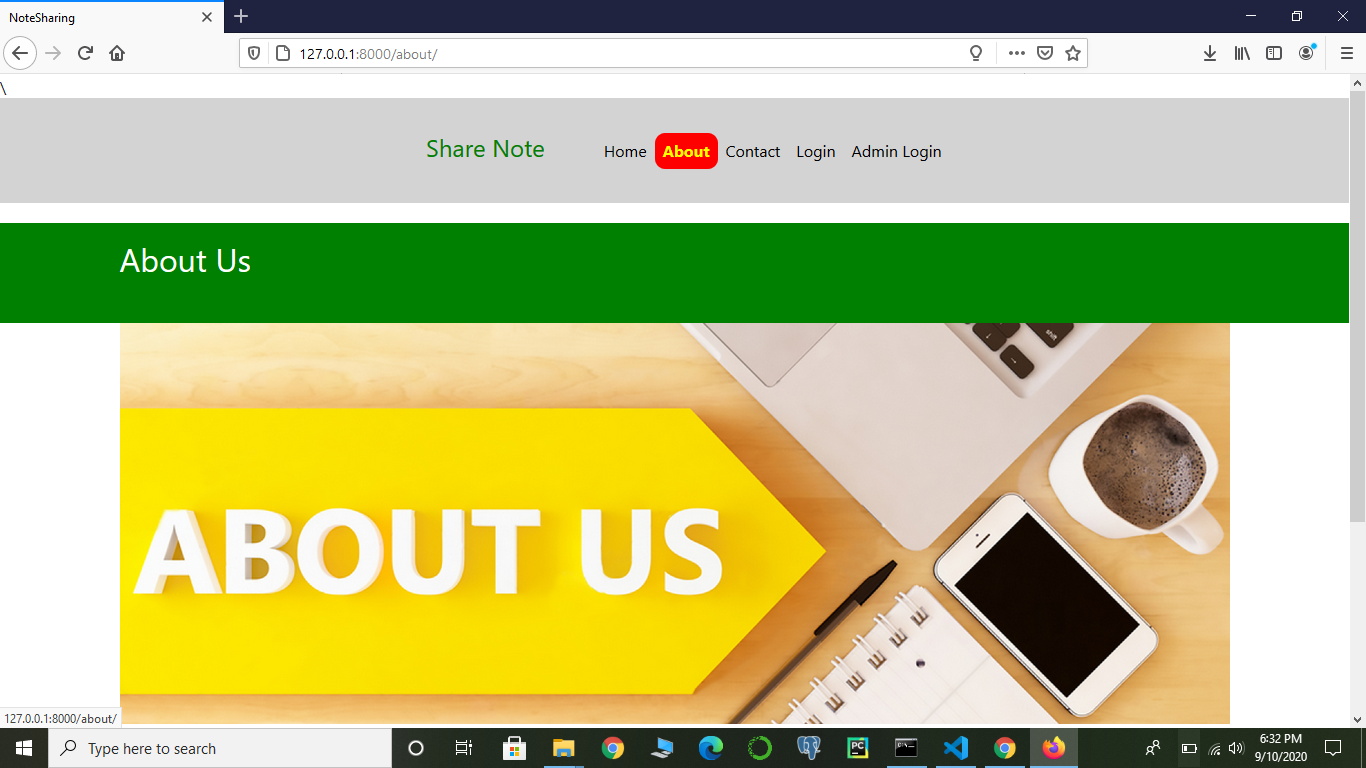 NoteSharing
127.0.0.1:8000/about/
\
Share Note Home About Contact Login Admin Login
About Us
shift
ABOUT US
127.0.0.1:8000/about/
Type here to search
6:32 PM
9/10/2020